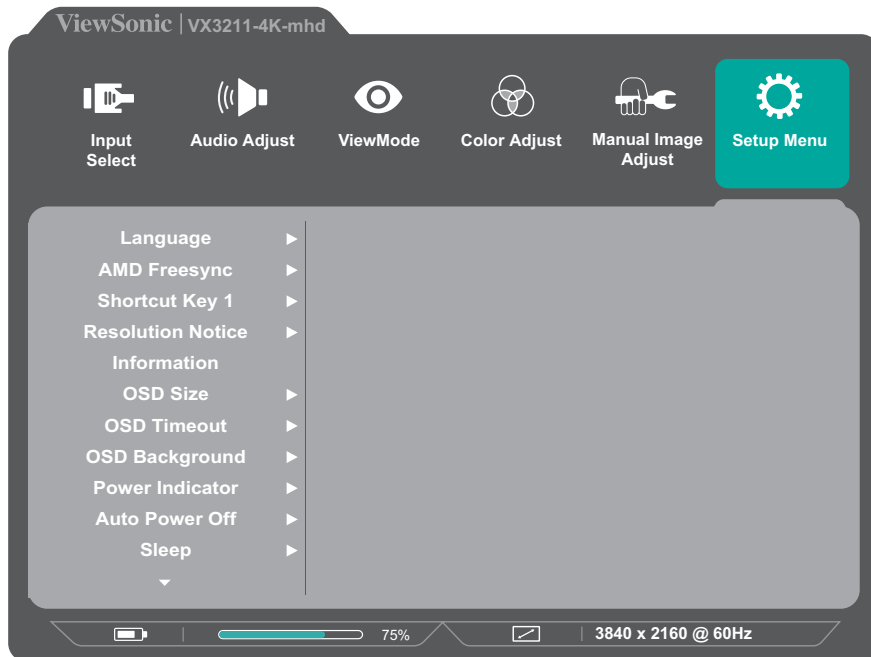 ViewSonic | VX3211-4K-mhd
Input
Select
Audio Adjust
ViewMode
Color Adjust
Manual Image
Adjust
Setup Menu
Language
AMD Freesync
Shortcut Key 1
Resolution Notice
Information
OSD Size
OSD Timeout
OSD Background
Power Indicator
Auto Power Off
Sleep
75%
3840 x 2160 @ 60Hz